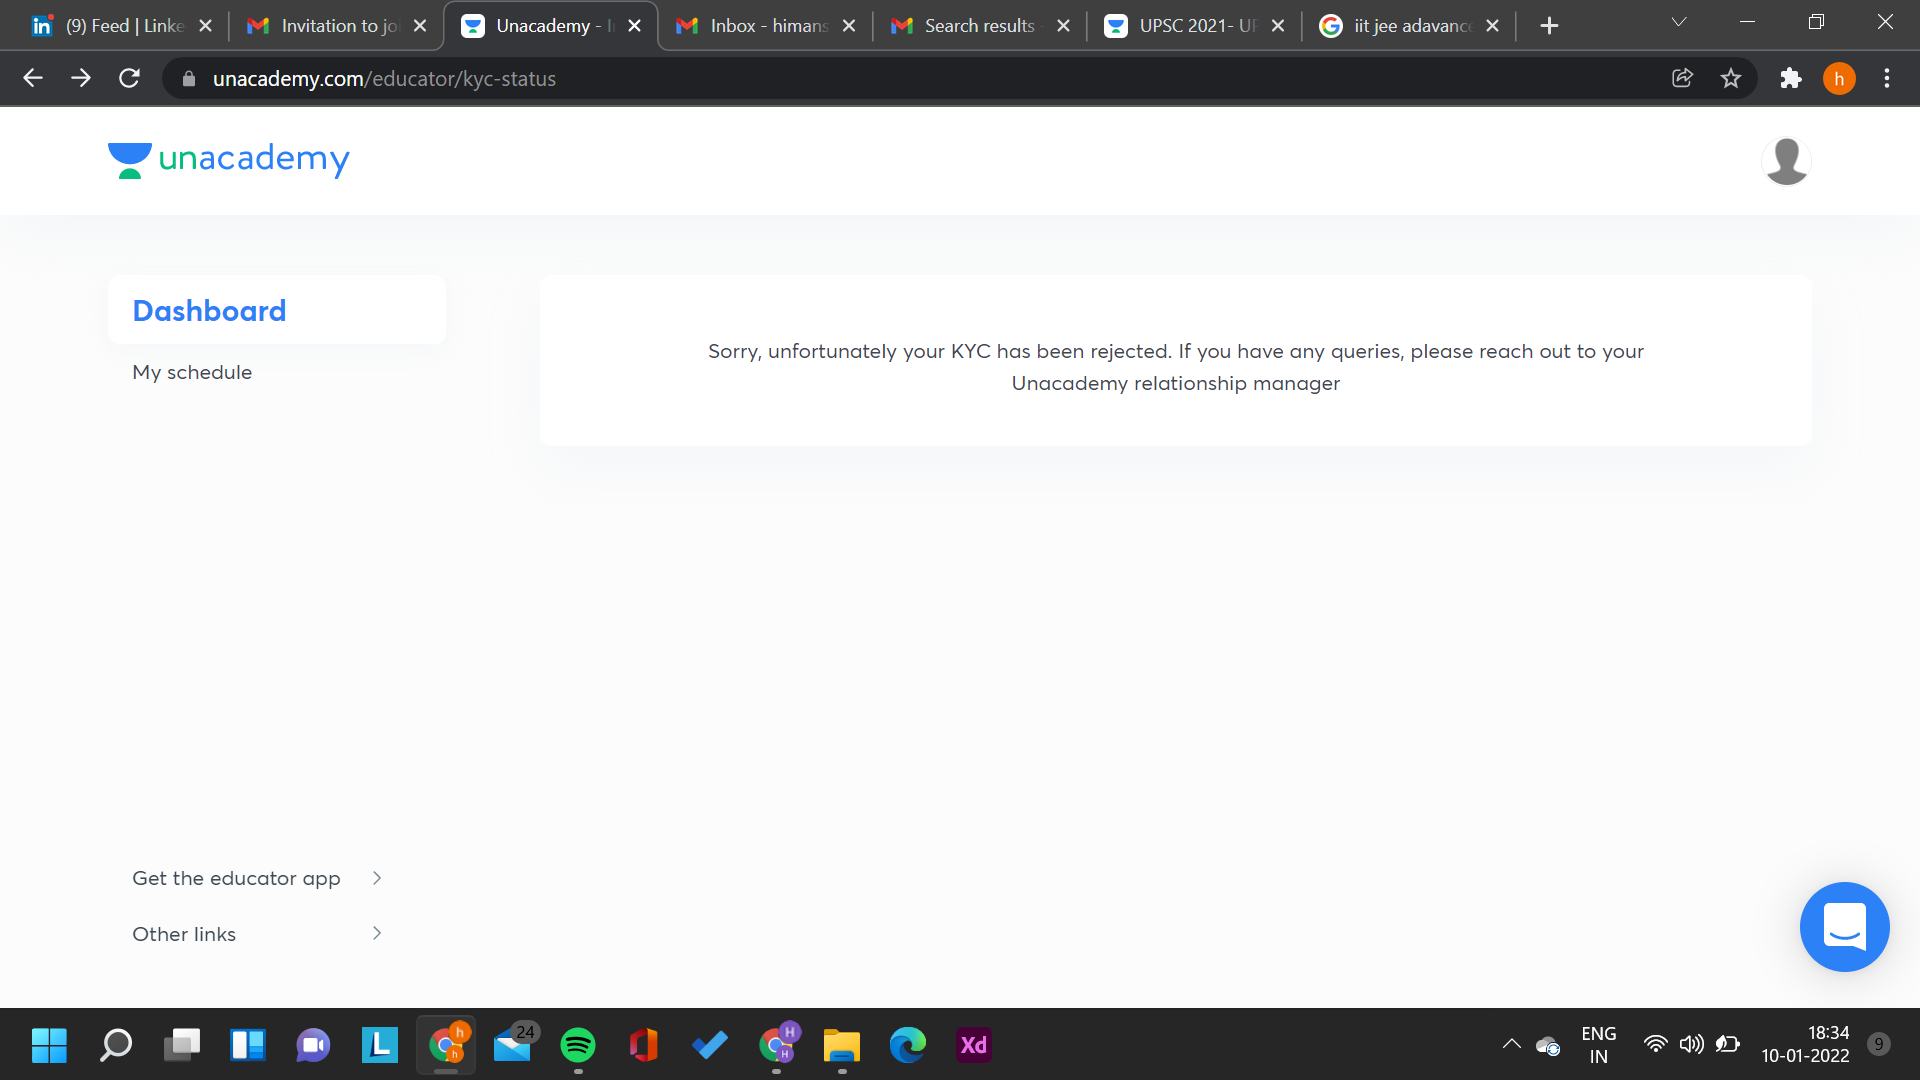 (9) Feed | Linke
Invitation to jo
Unacademy - I
Inbox - himans
Search results
UPSC 2021- UP
iit jee adavance
unacademy.com/educator/kyc-status
h
unacademy
Dashboard
My schedule
Sorry, unfortunately your KYC has been rejected. If you have any queries, please reach out to your
Unacademy relationship manager
Get the educator app
Other links
L
h
h
24
H
H
Xd
ENG
IN
18:34
10-01-2022
9